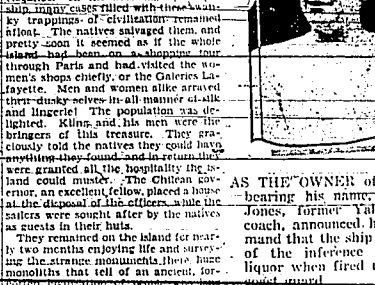 ship, many cases filled with these swan-
ky trappings of civilization remained
afloat. The natives salvaged them, and
pretty soon it seemed as if the whole
island had been on a shopping tour
through Paris and had visited the wo-
men's shops chiefly, or the Galeries La-
fayette. Men and women alike arrayed
their dusky selves in all manner of silk
and lingerie! The population was de-
lighted. Kling and his men were the
bringers of this treasure. They gra-
ciously told the natives they could have
anything they found, and in return they
were granted all the hospitality the is-
land could muster. The Chilean gov-
ernor, an excellent fellow, placed a house
at the disposal of the officers, while the
sailors were sought after by the natives
as guests in their huts.
They remained on the island for near-
ly two months enjoying life and survey-
ing the strange monuments there, huge
monoliths that tell of an ancient, for-
AS THE OWNER of
bearing his name,
Jones, former Yal
coach, announced, h
mand that the ship
of the inference
liquor when fired u
guard